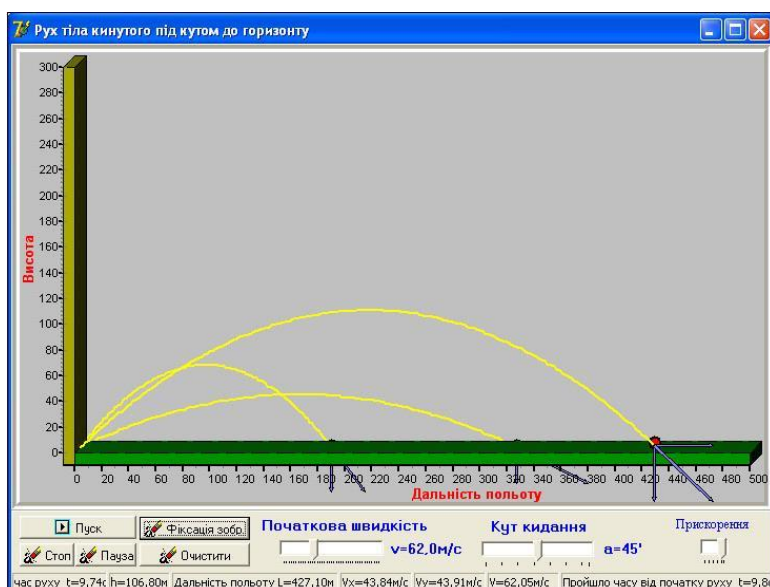 Рух тіла кинутого під кутом до горизонту
300
280
260
240
220
200
180
160
140
120
100
80
60
40
20
0
Висота
0 20 40 60 80 100 120 140 160 180 200 220 240 260 280 300 320 340 360 380 400 420 440 460 480 500
Дальність польоту
Пуск
Фіксація зобр.
Стоп
Пауза
Очистити
Початкова швидкість
v=62,0м/с
Кут кидання
a=45'
Прискорення
час руху t=9,74с h=106,80м Дальність польоту L=427,10м Vx=43,84м/с Vy=43,91м/с V=62,05м/с Пройшло часу від початку руху t=9,8